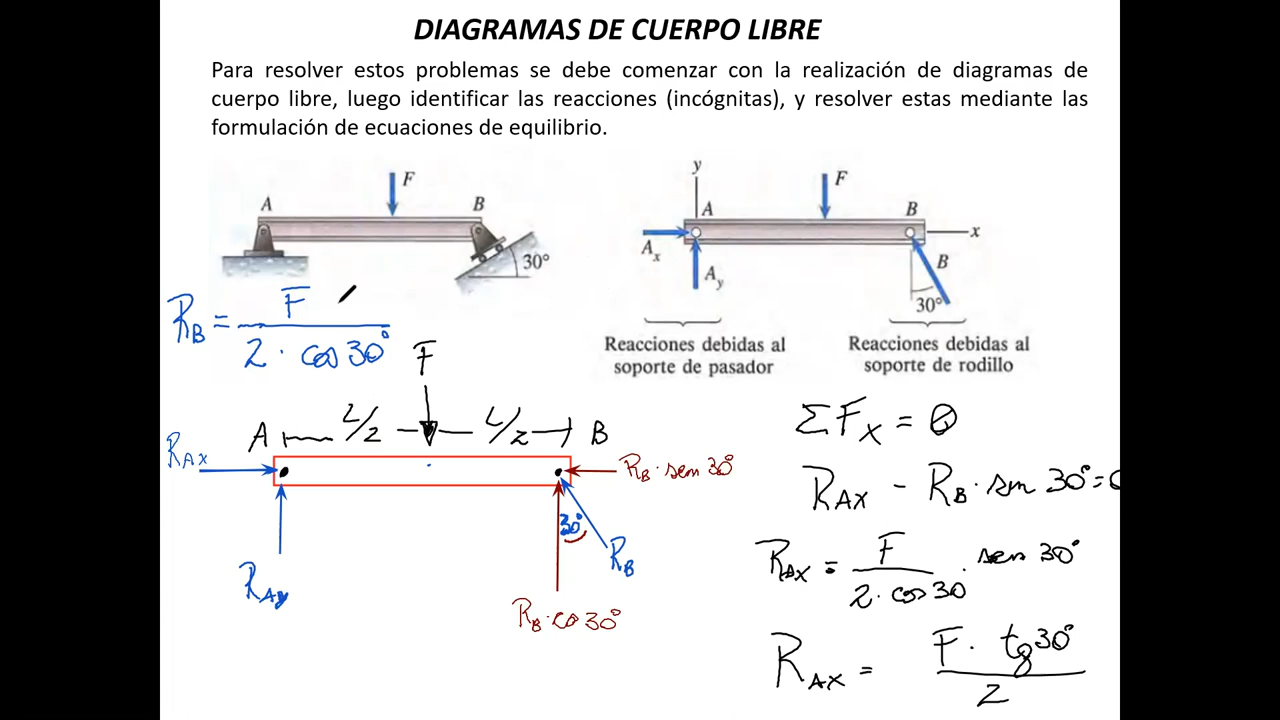 DIAGRAMAS DE CUERPO LIBRE
Para resolver estos problemas se debe comenzar con la realización de diagramas de
cuerpo libre, luego identificar las reacciones (incógnitas), y resolver estas mediante las
formulación de ecuaciones de equilibrio.
A
F
B
30°
y
A
F
B
x
Ax
Ay
B
30°
Reacciones debidas al
soporte de pasador
Reacciones debidas al
soporte de rodillo
RB = F / 2 · cos 30°
F
A L/2 L/2 B
RAx
RB · sen 30°
30°
RB
RAy
RB · cos 30°
ΣFx = 0
RAx - RB · sen 30° = 0
RAx = F / 2 · cos 30 · sen 30°
RAx = F · tg 30° / 2